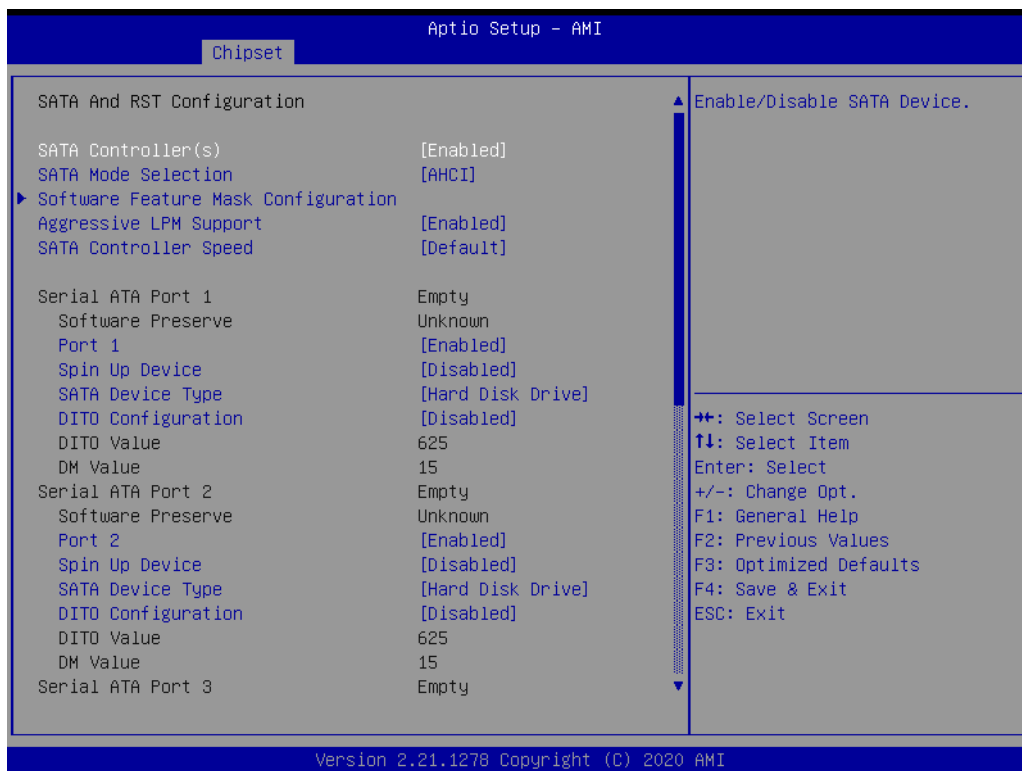 Aptio Setup – AMI
Chipset
SATA And RST Configuration
SATA Controller(s) [Enabled]
SATA Mode Selection [AHCI]
Software Feature Mask Configuration
Aggressive LPM Support [Enabled]
SATA Controller Speed [Default]
Serial ATA Port 1 Empty
Software Preserve Unknown
Port 1 [Enabled]
Spin Up Device [Disabled]
SATA Device Type [Hard Disk Drive]
DITO Configuration [Disabled]
DITO Value 625
DM Value 15
Serial ATA Port 2 Empty
Software Preserve Unknown
Port 2 [Enabled]
Spin Up Device [Disabled]
SATA Device Type [Hard Disk Drive]
DITO Configuration [Disabled]
DITO Value 625
DM Value 15
Serial ATA Port 3 Empty
Enable/Disable SATA Device.
→←: Select Screen
↑↓: Select Item
Enter: Select
+/-: Change Opt.
F1: General Help
F2: Previous Values
F3: Optimized Defaults
F4: Save & Exit
ESC: Exit
Version 2.21.1278 Copyright (C) 2020 AMI